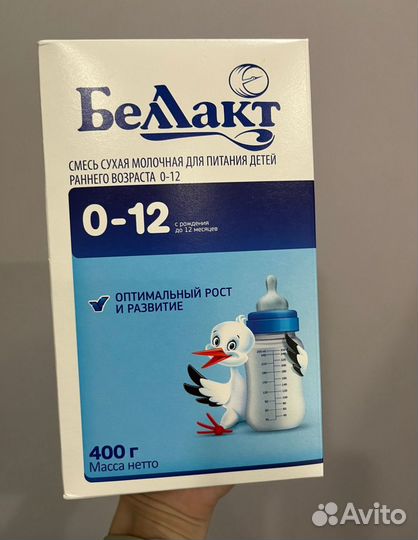 Беллакт
СМЕСЬ СУХАЯ МОЛОЧНАЯ ДЛЯ ПИТАНИЯ ДЕТЕЙ
РАННЕГО ВОЗРАСТА 0-12
0-12
с рождения
до 12 месяцев
ОПТИМАЛЬНЫЙ РОСТ
И РАЗВИТИЕ
400 г
Масса нетто
Avito